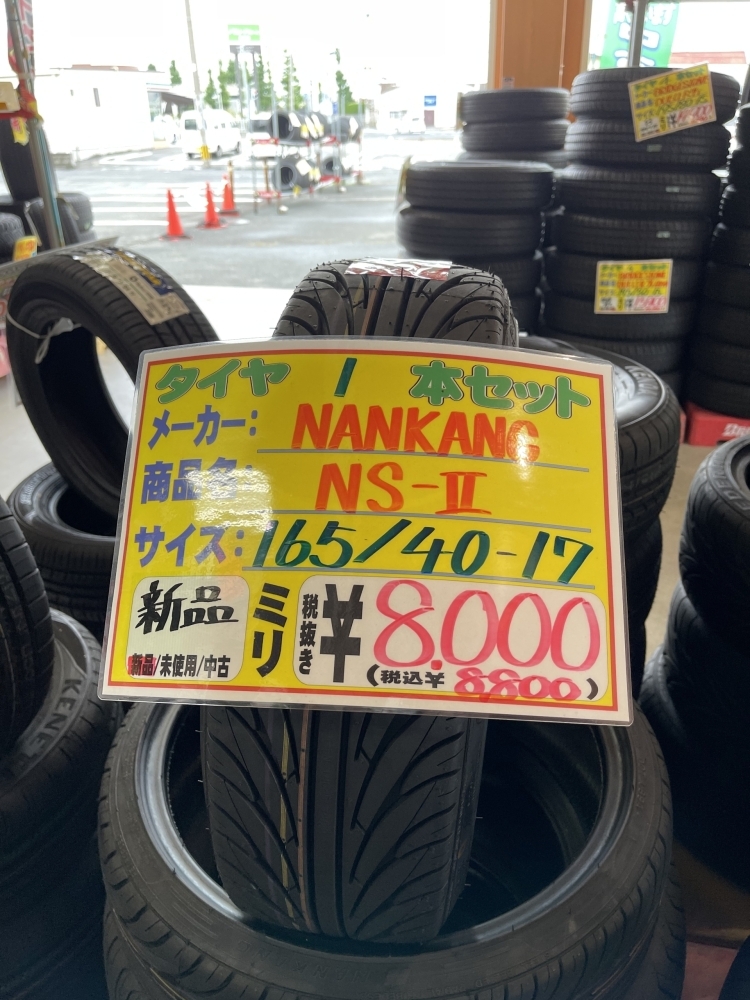 タイヤ 1 本セット
メーカー: NANKANG
商品名: NS-II
サイズ: 165/40-17
新品
新品/未使用/中古
ミリ
税抜き
¥8.000
(税込¥ 8800)
KENE